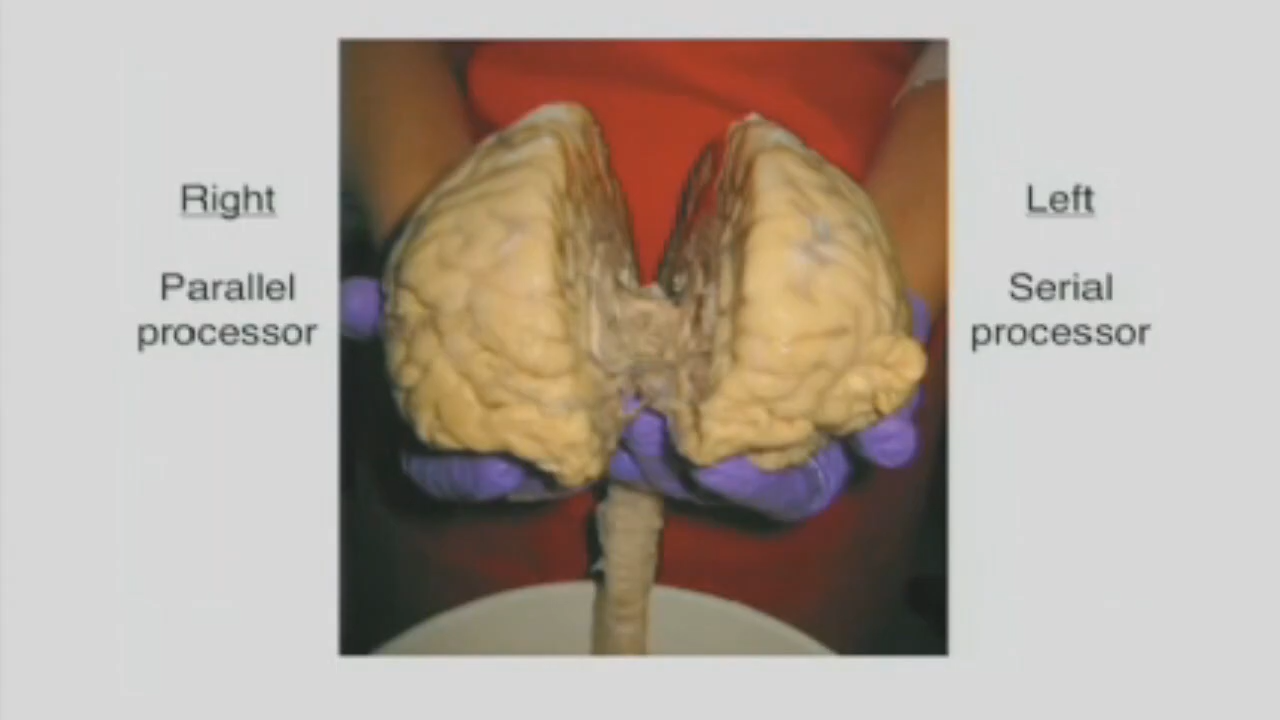 Right
Parallel
processor
Left
Serial
processor